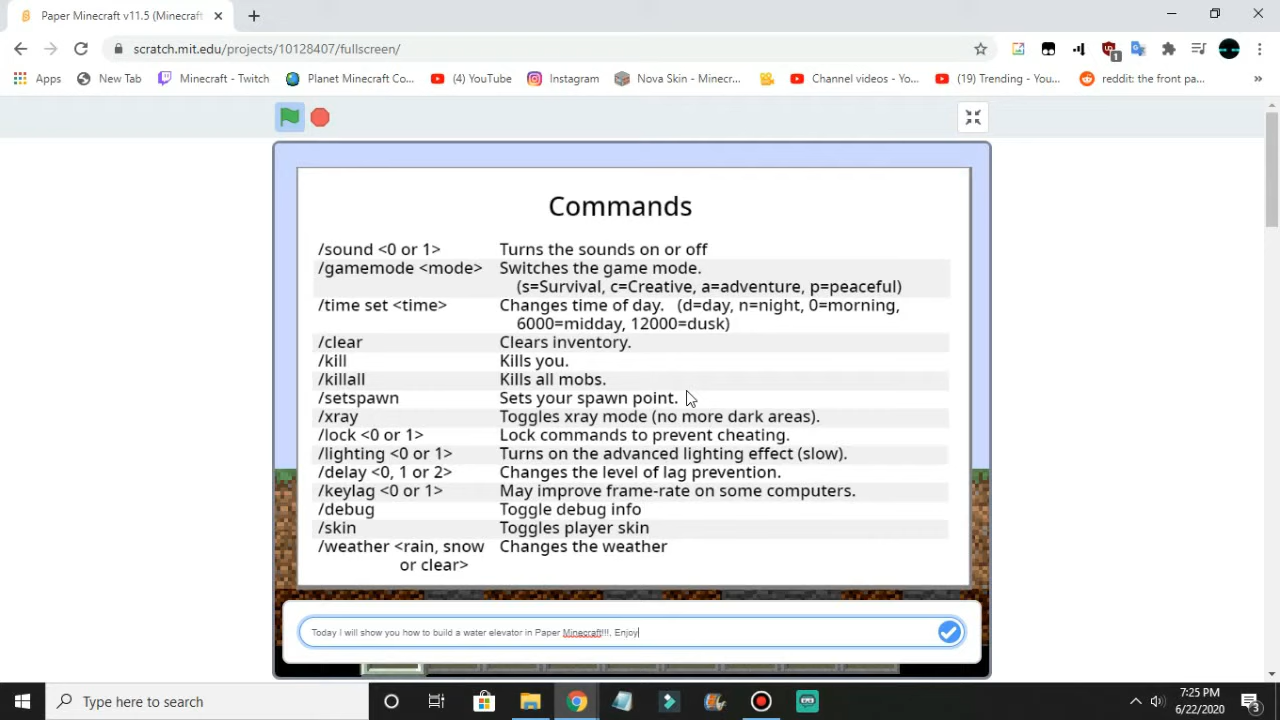 Paper Minecraft v11.5 (Minecraft
scratch.mit.edu/projects/10128407/fullscreen/
1
Apps
New Tab
Minecraft - Twitch
Planet Minecraft Co...
(4) YouTube
Instagram
Nova Skin - Minecr...
Channel videos - Yo...
(19) Trending - You...
reddit: the front pa...
»
Commands
/sound <0 or 1> Turns the sounds on or off
/gamemode <mode> Switches the game mode.
(s=Survival, c=Creative, a=adventure, p=peaceful)
/time set <time> Changes time of day. (d=day, n=night, 0=morning,
6000=midday, 12000=dusk)
/clear Clears inventory.
/kill Kills you.
/killall Kills all mobs.
/setspawn Sets your spawn point.
/xray Toggles xray mode (no more dark areas).
/lock <0 or 1> Lock commands to prevent cheating.
/lighting <0 or 1> Turns on the advanced lighting effect (slow).
/delay <0, 1 or 2> Changes the level of lag prevention.
/keylag <0 or 1> May improve frame-rate on some computers.
/debug Toggle debug info
/skin Toggles player skin
/weather <rain, snow Changes the weather
or clear>
Today I will show you how to build a water elevator in Paper Minecraft!!!. Enjoy
Type here to search
7:25 PM
6/22/2020
3